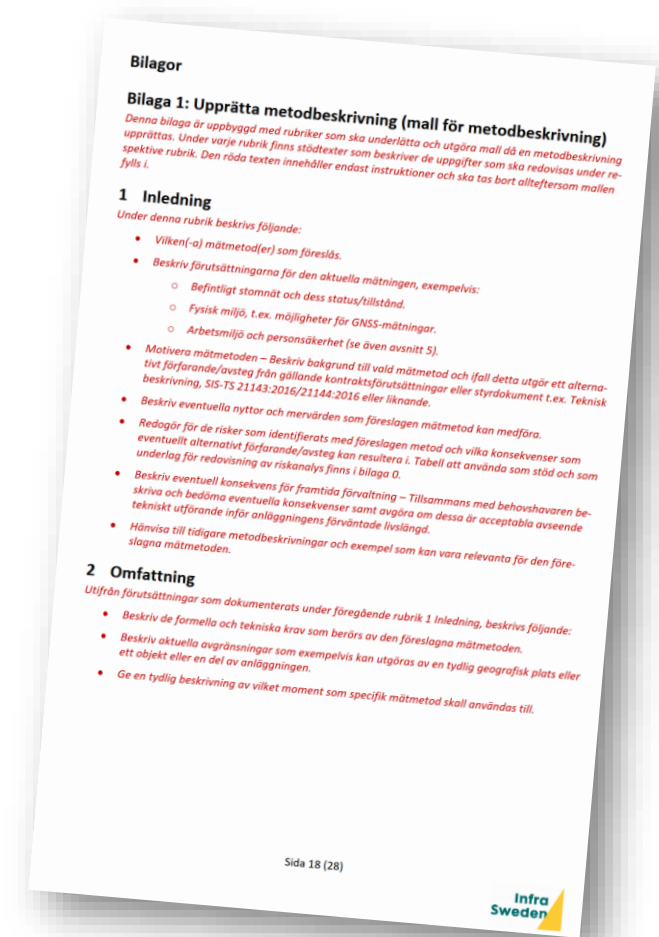 Bilagor
Bilaga 1: Upprätta metodbeskrivning (mall för metodbeskrivning)
Denna bilaga är uppbyggd med rubriker som ska underlätta och utgöra mall då en metodbeskrivning
upprättas. Under varje rubrik finns stödtexter som beskriver de uppgifter som ska redovisas under re-
spektive rubrik. Den röda texten innehåller endast instruktioner och ska tas bort allteftersom mallen
fylls i.
1 Inledning
Under denna rubrik beskrivs följande:
• Vilken(-a) mätmetod(er) som föreslås.
• Beskriv förutsättningarna för den aktuella mätningen, exempelvis:
○ Befintligt stomnät och dess status/tillstånd.
○ Fysisk miljö, t.ex. möjligheter för GNSS-mätningar.
○ Arbetsmiljö och personsäkerhet (se även avsnitt 5).
• Motivera mätmetoden – Beskriv bakgrund till vald mätmetod och ifall detta utgör ett alterna-
tivt förfarande/avsteg från gällande kontraktsförutsättningar eller styrdokument t.ex. Teknisk
beskrivning, SIS-TS 21143:2016/21144:2016 eller liknande.
• Beskriv eventuella nyttor och mervärden som föreslagen mätmetod kan medföra.
• Redogör för de risker som identifierats med föreslagen metod och vilka konsekvenser som
eventuellt alternativt förfarande/avsteg kan resultera i. Tabell att använda som stöd och som
underlag för redovisning av riskanalys finns i bilaga 0.
• Beskriv eventuell konsekvens för framtida förvaltning – Tillsammans med behovshavaren be-
skriva och bedöma eventuella konsekvenser samt avgöra om dessa är acceptabla avseende
tekniskt utförande inför anläggningens förväntade livslängd.
• Hänvisa till tidigare metodbeskrivningar och exempel som kan vara relevanta för den före-
slagna mätmetoden.
2 Omfattning
Utifrån förutsättningar som dokumenterats under föregående rubrik 1 Inledning, beskrivs följande:
• Beskriv de formella och tekniska krav som berörs av den föreslagna mätmetoden.
• Beskriv aktuella avgränsningar som exempelvis kan utgöras av en tydlig geografisk plats eller
ett objekt eller en del av anläggningen.
• Ge en tydlig beskrivning av vilket moment som specifik mätmetod skall användas till.
Sida 18 (28)
Infra
Sweden